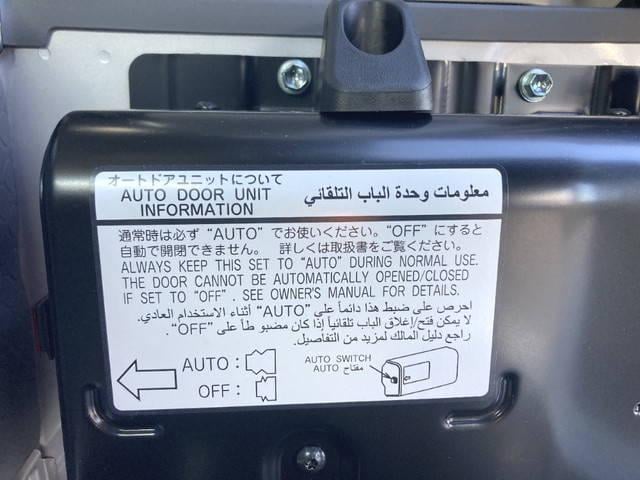 オートドアユニットについて
AUTO DOOR UNIT
INFORMATION
معلومات وحدة الباب التلقائي
通常時は必ず "AUTO" でお使いください。"OFF" にすると
自動で開閉できません。 詳しくは取扱書をご覧ください。
ALWAYS KEEP THIS SET TO "AUTO" DURING NORMAL USE.
THE DOOR CANNOT BE AUTOMATICALLY OPENED/CLOSED
IF SET TO "OFF". SEE OWNER'S MANUAL FOR DETAILS.
احرص على ضبط هذا دائماً على "AUTO" أثناء الاستخدام العادي.
لا يمكن فتح/إغلاق الباب تلقائياً إذا كان مضبو طاً على "OFF".
راجع دليل المالك لمزيد من التفاصيل.
AUTO :
OFF :
AUTO SWITCH
مفتاح AUTO